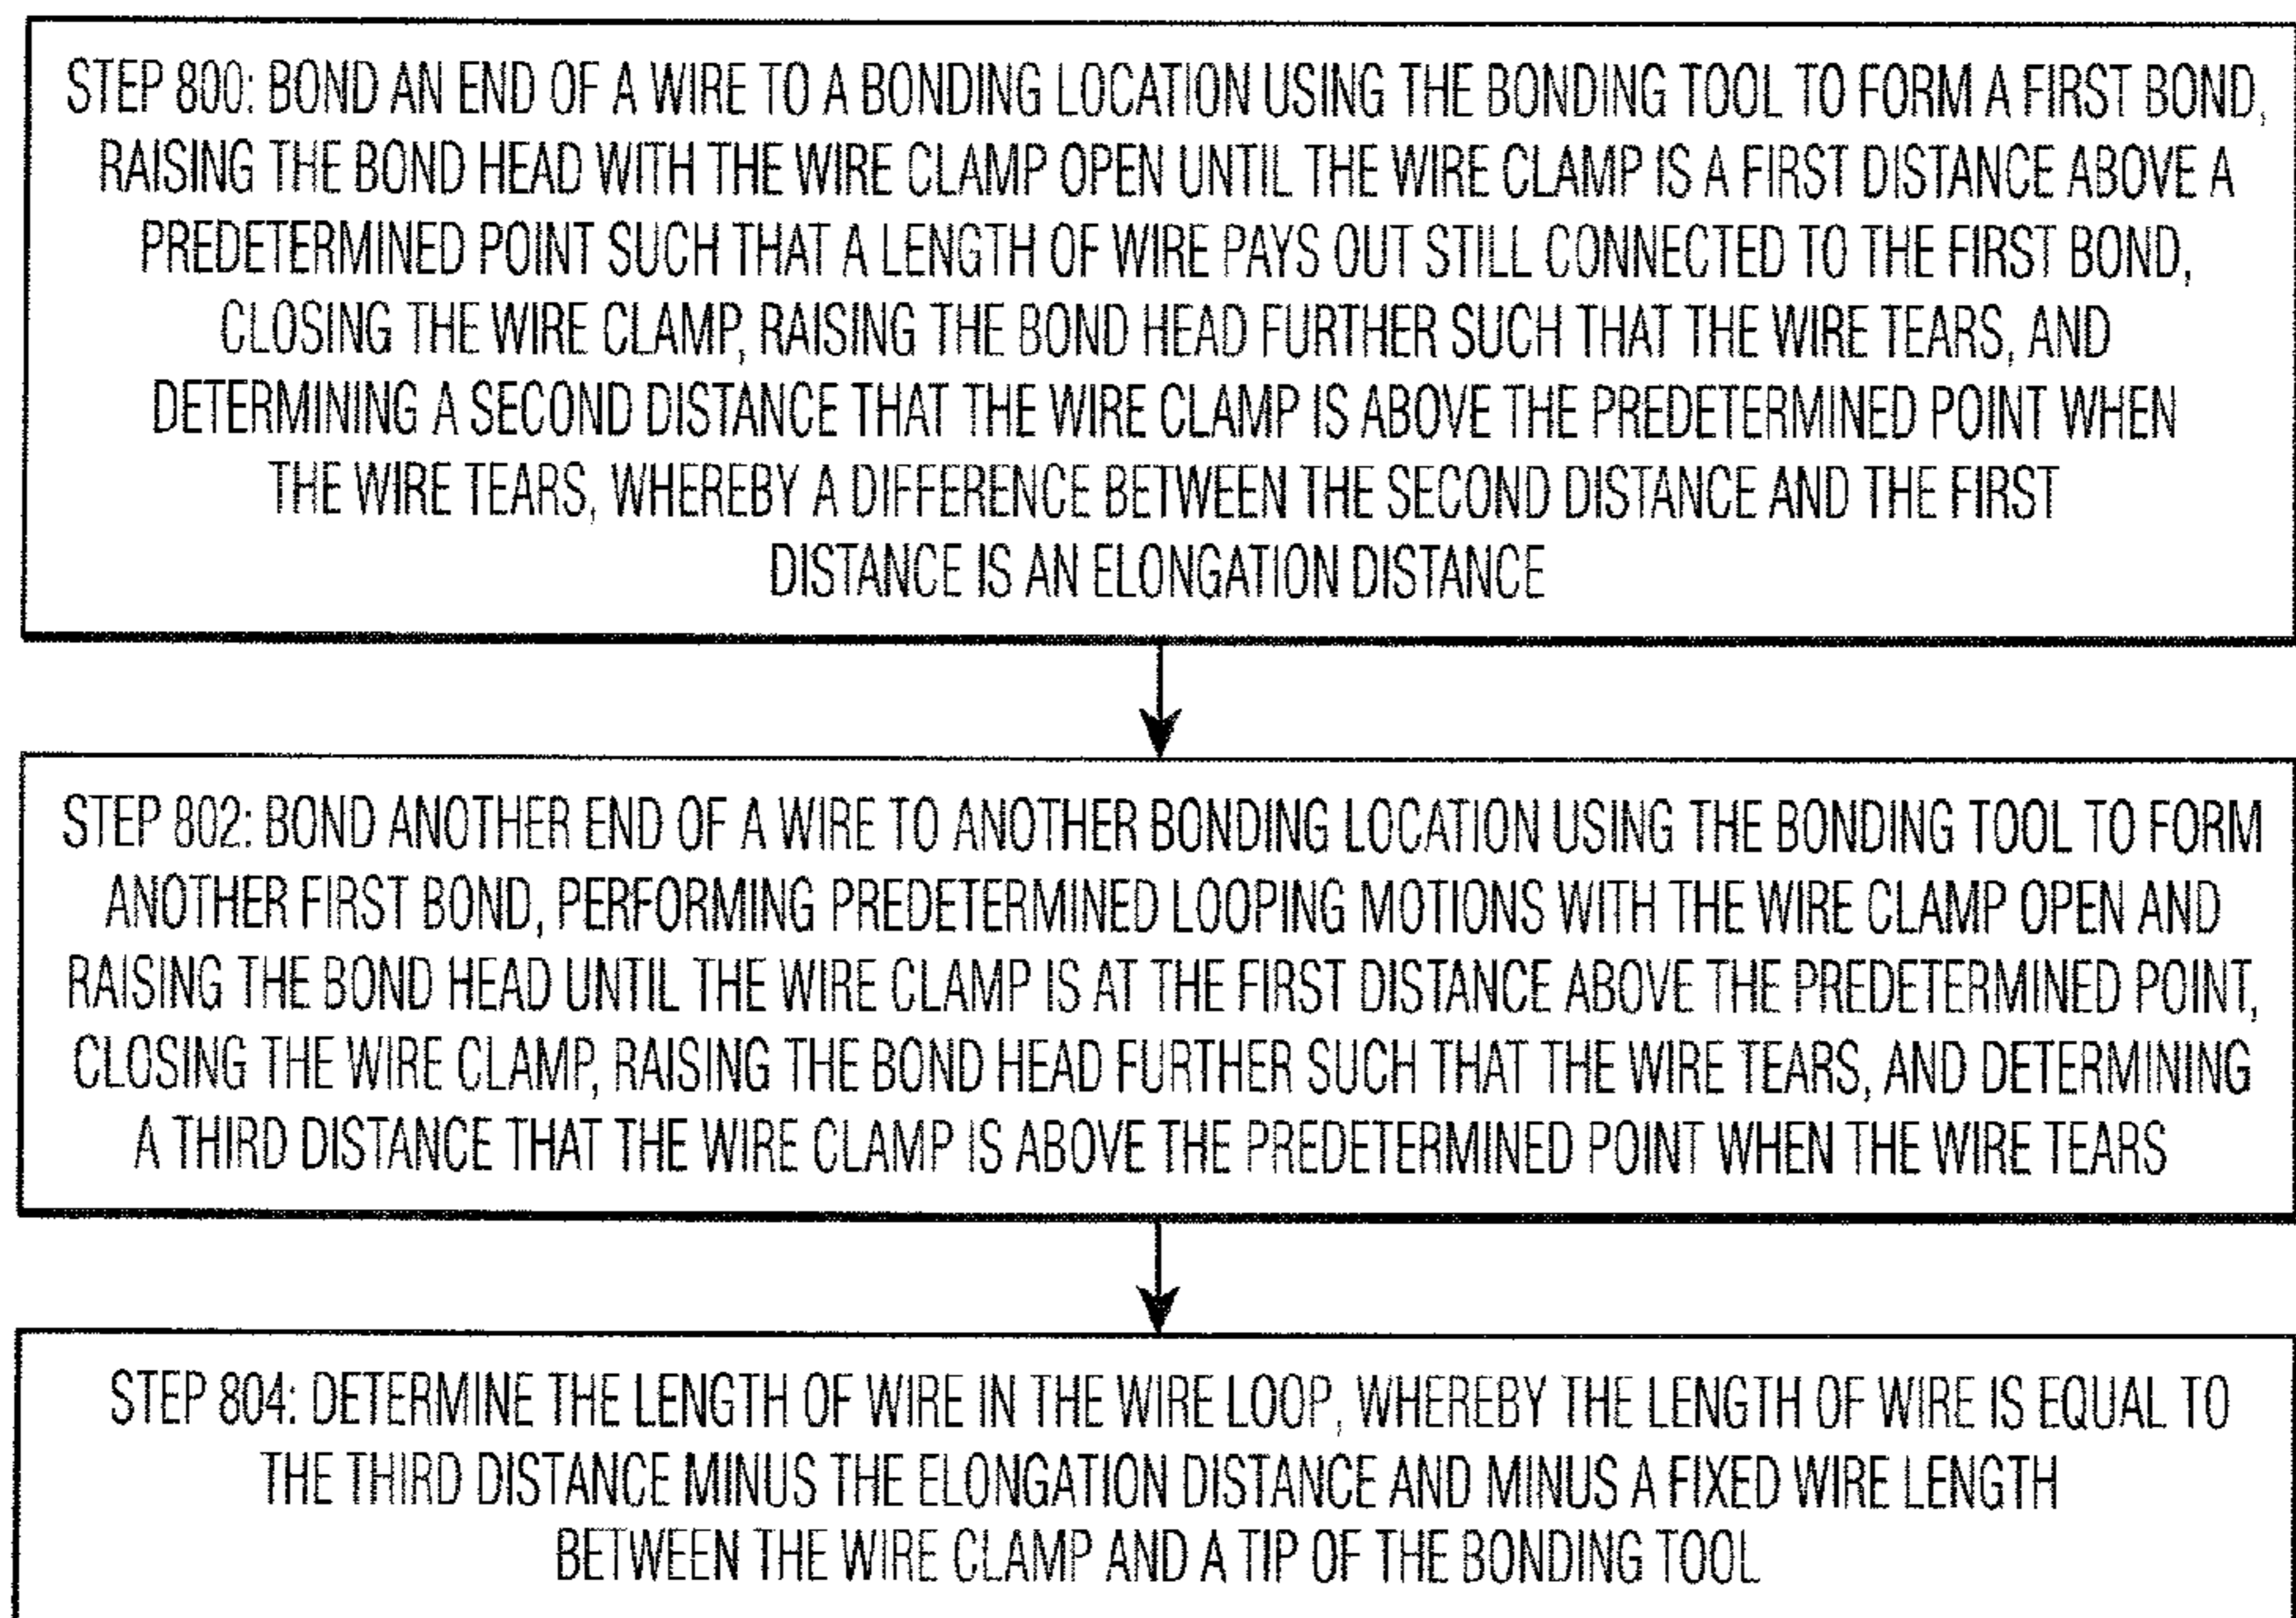 STEP 800: BOND AN END OF A WIRE TO A BONDING LOCATION USING THE BONDING TOOL TO FORM A FIRST BOND,
RAISING THE BOND HEAD WITH THE WIRE CLAMP OPEN UNTIL THE WIRE CLAMP IS A FIRST DISTANCE ABOVE A
PREDETERMINED POINT SUCH THAT A LENGTH OF WIRE PAYS OUT STILL CONNECTED TO THE FIRST BOND,
CLOSING THE WIRE CLAMP, RAISING THE BOND HEAD FURTHER SUCH THAT THE WIRE TEARS, AND
DETERMINING A SECOND DISTANCE THAT THE WIRE CLAMP IS ABOVE THE PREDETERMINED POINT WHEN
THE WIRE TEARS, WHEREBY A DIFFERENCE BETWEEN THE SECOND DISTANCE AND THE FIRST
DISTANCE IS AN ELONGATION DISTANCE
STEP 802: BOND ANOTHER END OF A WIRE TO ANOTHER BONDING LOCATION USING THE BONDING TOOL TO FORM
ANOTHER FIRST BOND, PERFORMING PREDETERMINED LOOPING MOTIONS WITH THE WIRE CLAMP OPEN AND
RAISING THE BOND HEAD UNTIL THE WIRE CLAMP IS AT THE FIRST DISTANCE ABOVE THE PREDETERMINED POINT,
CLOSING THE WIRE CLAMP, RAISING THE BOND HEAD FURTHER SUCH THAT THE WIRE TEARS, AND DETERMINING
A THIRD DISTANCE THAT THE WIRE CLAMP IS ABOVE THE PREDETERMINED POINT WHEN THE WIRE TEARS
STEP 804: DETERMINE THE LENGTH OF WIRE IN THE WIRE LOOP, WHEREBY THE LENGTH OF WIRE IS EQUAL TO
THE THIRD DISTANCE MINUS THE ELONGATION DISTANCE AND MINUS A FIXED WIRE LENGTH
BETWEEN THE WIRE CLAMP AND A TIP OF THE BONDING TOOL